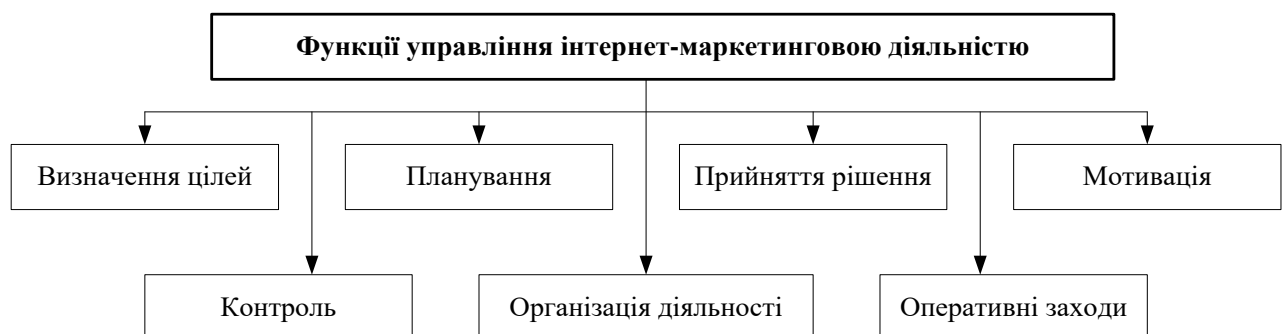 Функції управління інтернет-маркетинговою діяльністю
Визначення цілей
Планування
Прийняття рішення
Мотивація
Контроль
Організація діяльності
Оперативні заходи